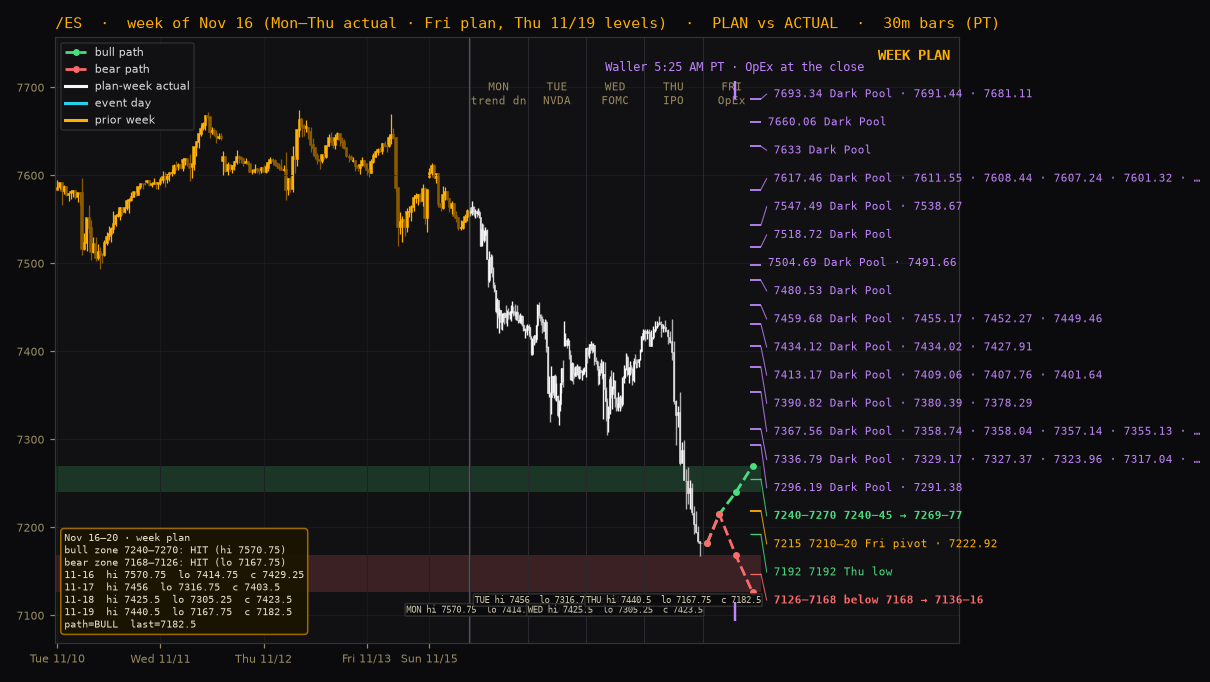 /ES  ·  week of Nov 16 (Mon–Thu actual · Fri plan, Thu 11/19 levels)  ·  PLAN vs ACTUAL  ·  30m bars (PT)
bull path
bear path
plan-week actual
event day
prior week
WEEK PLAN
Waller 5:25 AM PT · OpEx at the close
MON TUE WED THU FRI
trend dn NVDA FOMC IPO OpEx
7700
7600
7500
7400
7300
7200
7100
7693.34 Dark Pool · 7691.44 · 7681.11
7660.06 Dark Pool
7633 Dark Pool
7617.46 Dark Pool · 7611.55 · 7608.44 · 7607.24 · 7601.32 · …
7547.49 Dark Pool · 7538.67
7518.72 Dark Pool
7504.69 Dark Pool · 7491.66
7480.53 Dark Pool
7459.68 Dark Pool · 7455.17 · 7452.27 · 7449.46
7434.12 Dark Pool · 7434.02 · 7427.91
7413.17 Dark Pool · 7409.06 · 7407.76 · 7401.64
7390.82 Dark Pool · 7380.39 · 7378.29
7367.56 Dark Pool · 7358.74 · 7358.04 · 7357.14 · 7355.13 · …
7336.79 Dark Pool · 7329.17 · 7327.37 · 7323.96 · 7317.04 · …
7296.19 Dark Pool · 7291.38
7240–7270 7240–45 → 7269–77
7215 7210–20 Fri pivot · 7222.92
7192 7192 Thu low
7126–7168 below 7168 → 7136–16
Nov 16–20 · week plan
bull zone 7240–7270: HIT (hi 7570.75)
bear zone 7168–7126: HIT (lo 7167.75)
11-16  hi 7570.75  lo 7414.75  c 7429.25
11-17  hi 7456  lo 7316.75  c 7403.5
11-18  hi 7425.5  lo 7305.25  c 7423.5
11-19  hi 7440.5  lo 7167.75  c 7182.5
path=BULL  last=7182.5
TUE hi 7456  lo 7316.7
THU hi 7440.5  lo 7167.75  c 7182.5
MON hi 7570.75  lo 7414.
WED hi 7425.5  lo 7305.25  c 7423.5
Tue 11/10
Wed 11/11
Thu 11/12
Fri 11/13
Sun 11/15